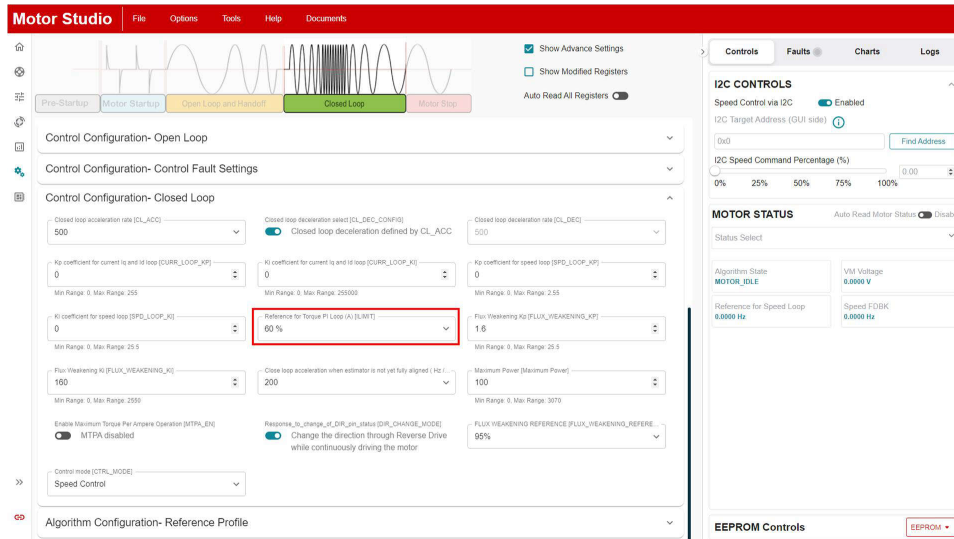 Motor Studio File Options Tools Help Documents
Show Advance Settings
Show Modified Registers
Auto Read All Registers
Pre-Startup Motor Startup Open Loop and Handoff Closed Loop Motor Stop
Control Configuration- Open Loop
Control Configuration- Control Fault Settings
Control Configuration- Closed Loop
Closed loop acceleration rate [CL_ACC]
500
Closed loop deceleration select [CL_DEC_CONFIG]
Closed loop deceleration defined by CL_ACC
Closed loop deceleration rate [CL_DEC]
500
Kp coefficient for current Iq and Id loop [CURR_LOOP_KP]
0
Min Range: 0, Max Range: 255
Ki coefficient for current Iq and Id loop [CURR_LOOP_KI]
0
Min Range: 0, Max Range: 255000
Kp coefficient for speed loop [SPD_LOOP_KP]
0
Min Range: 0, Max Range: 2.55
Ki coefficient for speed loop [SPD_LOOP_KI]
0
Min Range: 0, Max Range: 25.5
Reference for Torque PI Loop (A) [ILIMIT]
60 %
Flux Weakening Kp [FLUX_WEAKENING_KP]
1.6
Min Range: 0, Max Range: 25.5
Flux Weakening Ki [FLUX_WEAKENING_KI]
160
Min Range: 0, Max Range: 2550
Close loop acceleration when estimator is not yet fully aligned ( Hz /...
200
Maximum Power [Maximum Power]
100
Min Range: 0, Max Range: 3070
Enable Maximum Torque Per Ampere Operation [MTPA_EN]
MTPA disabled
Response_to_change_of_DIR_pin_status [DIR_CHANGE_MODE]
Change the direction through Reverse Drive
while continuously driving the motor
FLUX WEAKENING REFERENCE [FLUX_WEAKENING_REFERE...
95%
Control mode [CTRL_MODE]
Speed Control
Algorithm Configuration- Reference Profile
Controls Faults Charts Logs
I2C CONTROLS
Speed Control via I2C Enabled
I2C Target Address (GUI side)
0x0 Find Address
I2C Speed Command Percentage (%)
0.00
0% 25% 50% 75% 100%
MOTOR STATUS Auto Read Motor Status Disab
Status Select
Algorithm State
MOTOR_IDLE
VM Voltage
0.0000 V
Reference for Speed Loop
0.0000 Hz
Speed FDBK
0.0000 Hz
EEPROM Controls EEPROM